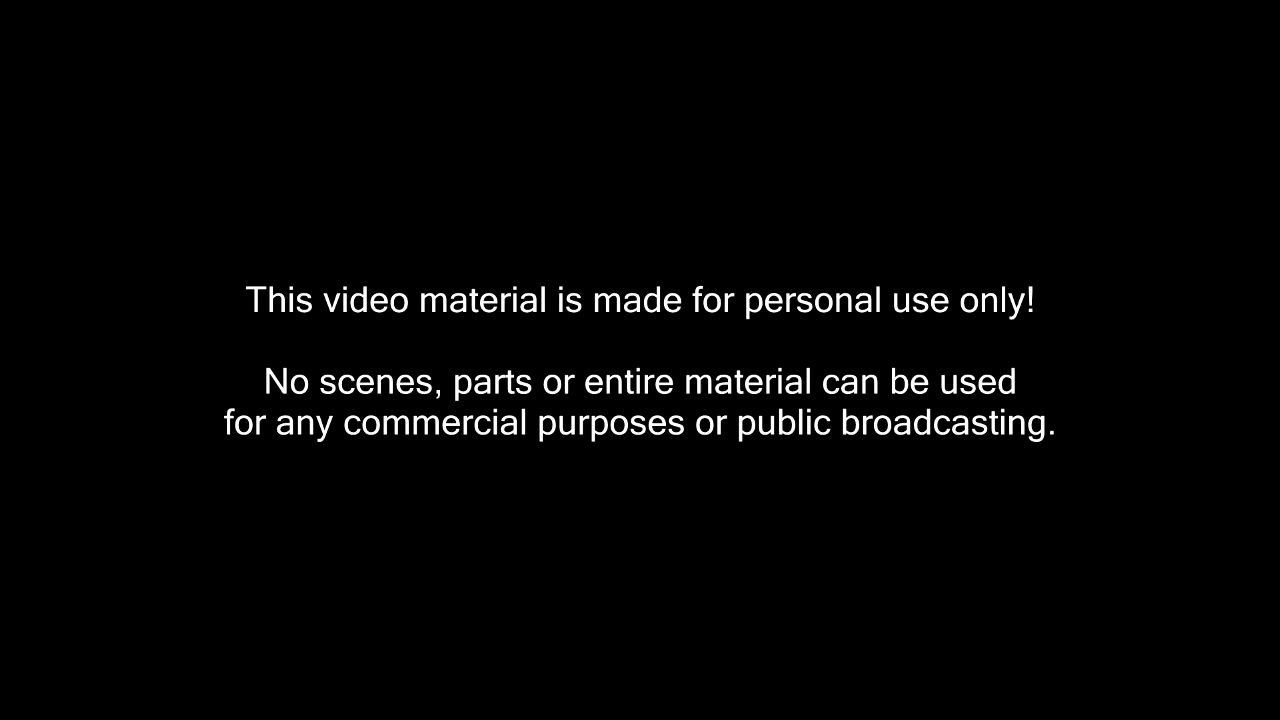 This video material is made for personal use only!
No scenes, parts or entire material can be used
for any commercial purposes or public broadcasting.